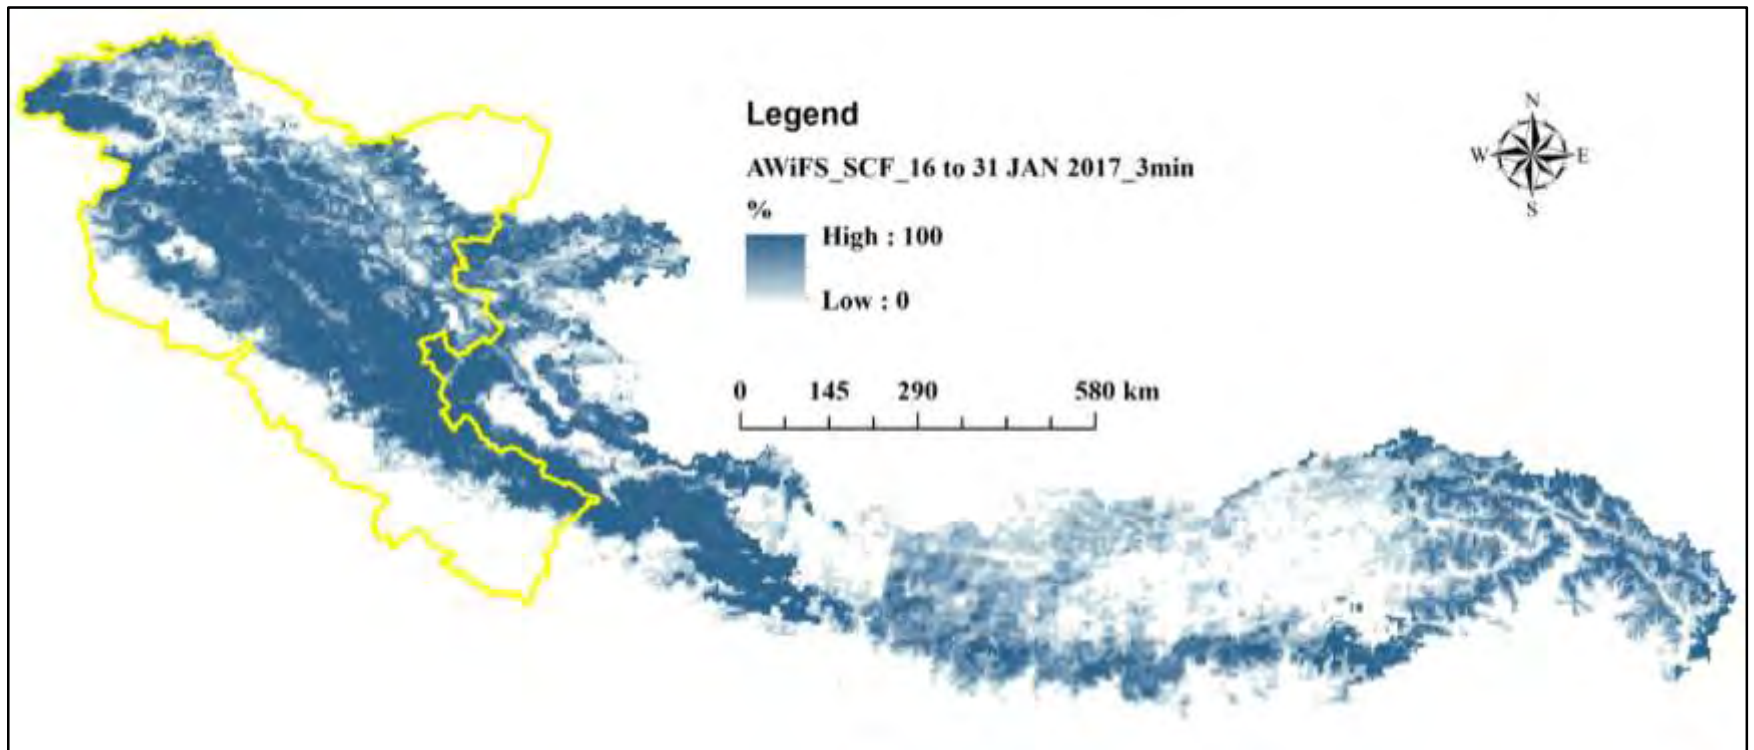 Legend
AWiFS_SCF_16 to 31 JAN 2017_3min
%
High : 100
Low : 0
0 145 290 580 km
N
W E
S